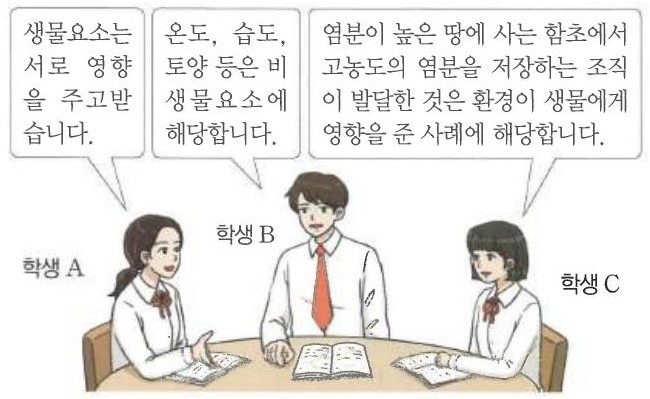 생물요소는
서로 영향
을 주고받
습니다.
온도, 습도,
토양 등은 비
생물요소에
해당합니다.
염분이 높은 땅에 사는 함초에서
고농도의 염분을 저장하는 조직
이 발달한 것은 환경이 생물에게
영향을 준 사례에 해당합니다.
학생 A
학생 B
학생 C